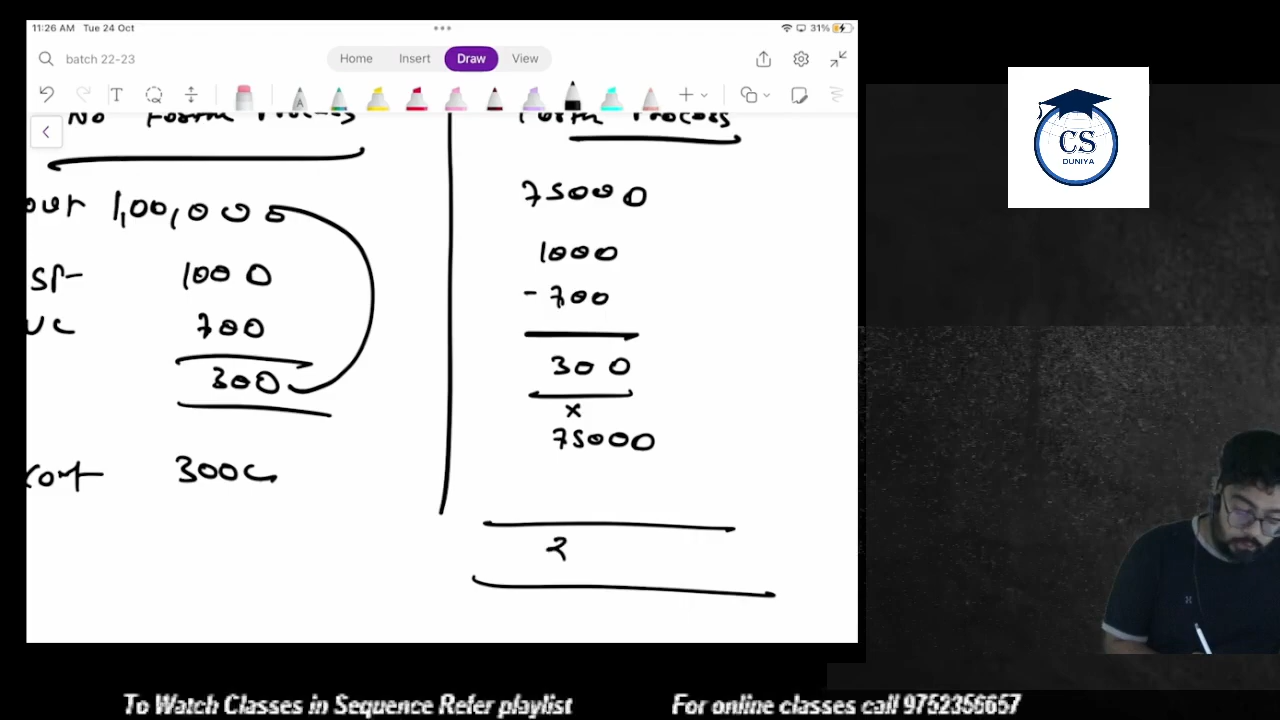 11:26 AM Tue 24 Oct
31%
batch 22-23
Home Insert Draw View
No Process
Process
1,00,000
1000
700
300
300
75000
1000
- 700
300
x
75000
2
CS
DUNIYA
To Watch Classes in Sequence Refer playlist
For online classes call 9752356657